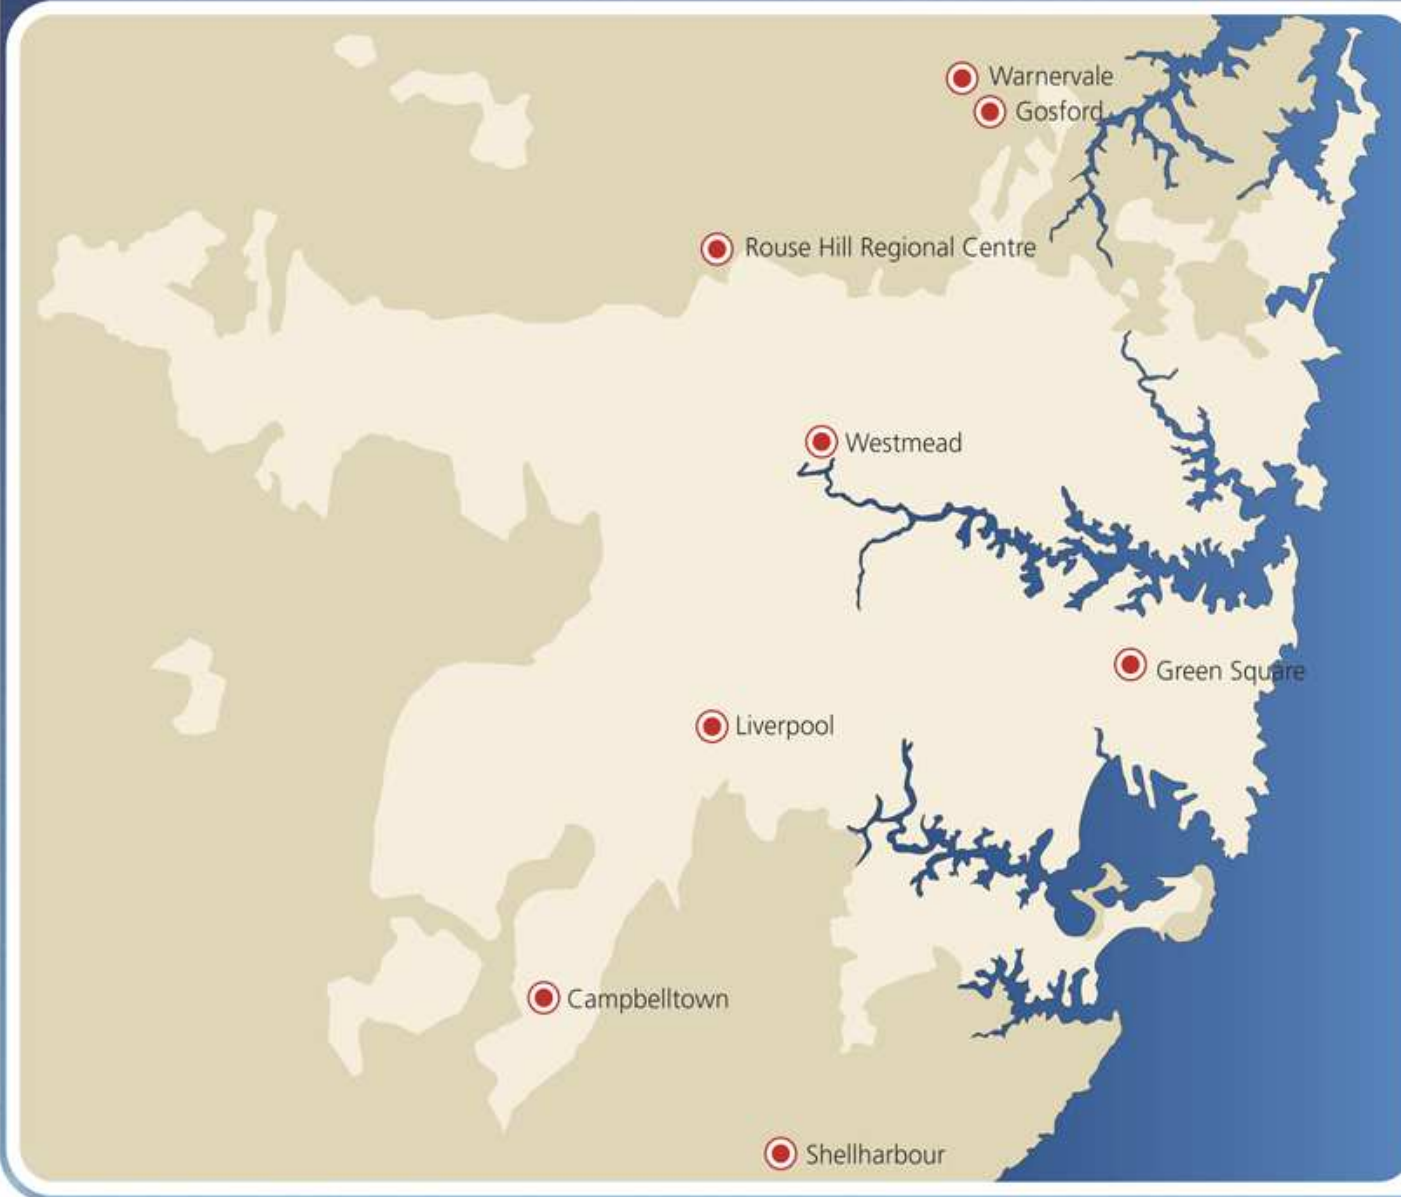 Warnervale
Gosford
Rouse Hill Regional Centre
Westmead
Green Square
Liverpool
Campbelltown
Shellharbour